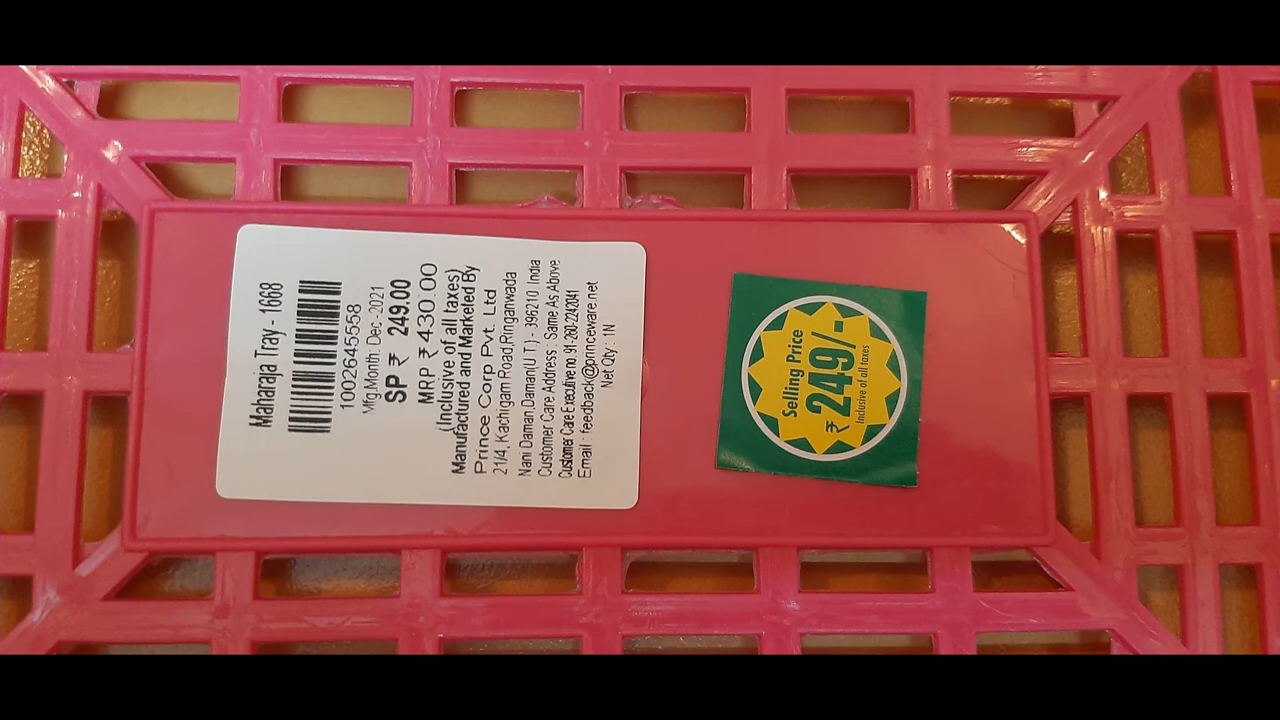 Maharaja Tray - 1668
1002645558
Mfg.Month: Dec -2021
SP ₹ 249.00
MRP ₹ 430.00
(Inclusive of all taxes)
Manufactured and Marketed By
Prince Corp Pvt. Ltd
21/4, Kachigam Road,Ringanwada
Nani Daman,Daman(U.T.) - 396210 India
Customer Care Address : Same As Above
Customer Care Executive no.91-260-2242041
Email : feedback@princeware.net
Net Qty : 1N
Selling Price
₹ 249/-
Inclusive of all taxes